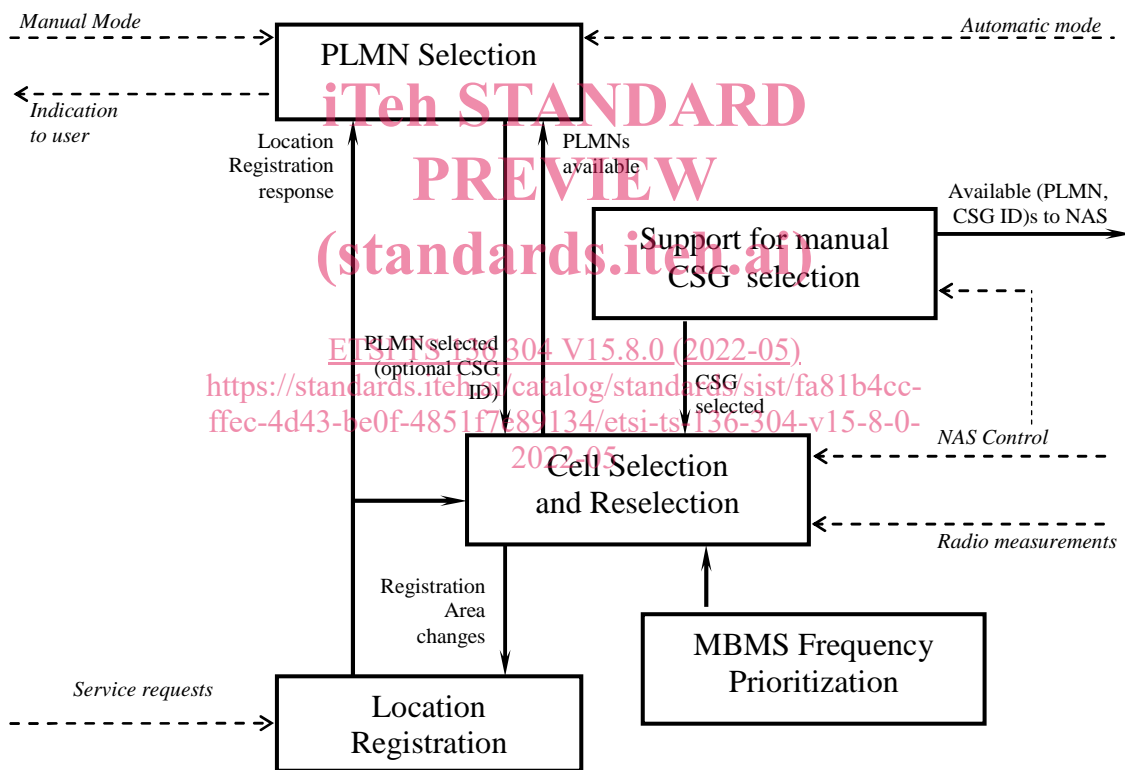 Manual Mode
Automatic mode
PLMN Selection
Indication
to user
iTeh STANDARD
PREVIEW
(standards.iteh.ai)
Location
Registration
response
PLMNs
available
Available (PLMN,
CSG ID)s to NAS
Support for manual
CSG selection
PLMN selected
(optional CSG
ID)
ETSI TS 136 304 V15.8.0 (2022-05)
https://standards.iteh.ai/catalog/standards/sist/fa81b4cc-
ffec-4d43-be0f-4851f7e89134/etsi-ts-136-304-v15-8-0-
2022-05
CSG
selected
NAS Control
Cell Selection
and Reselection
Radio measurements
Registration
Area
changes
MBMS Frequency
Prioritization
Service requests
Location
Registration